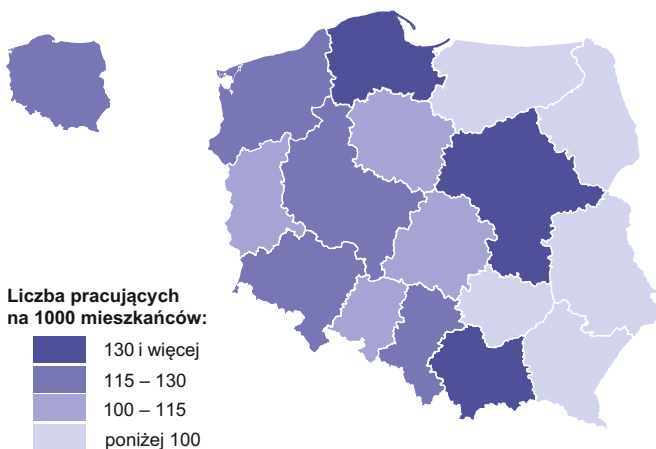 Liczba pracujących
na 1000 mieszkańców:
130 i więcej
115 – 130
100 – 115
poniżej 100